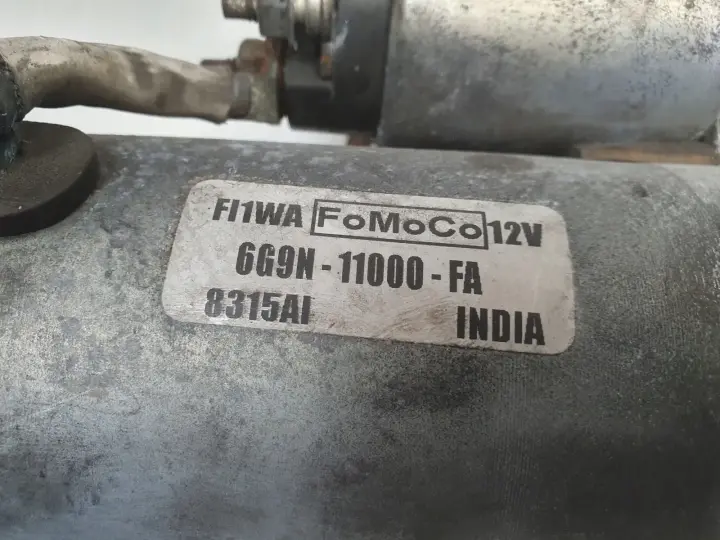 FI1WA FoMoCo 12V
6G9N - 11000 - FA
8315AI INDIA